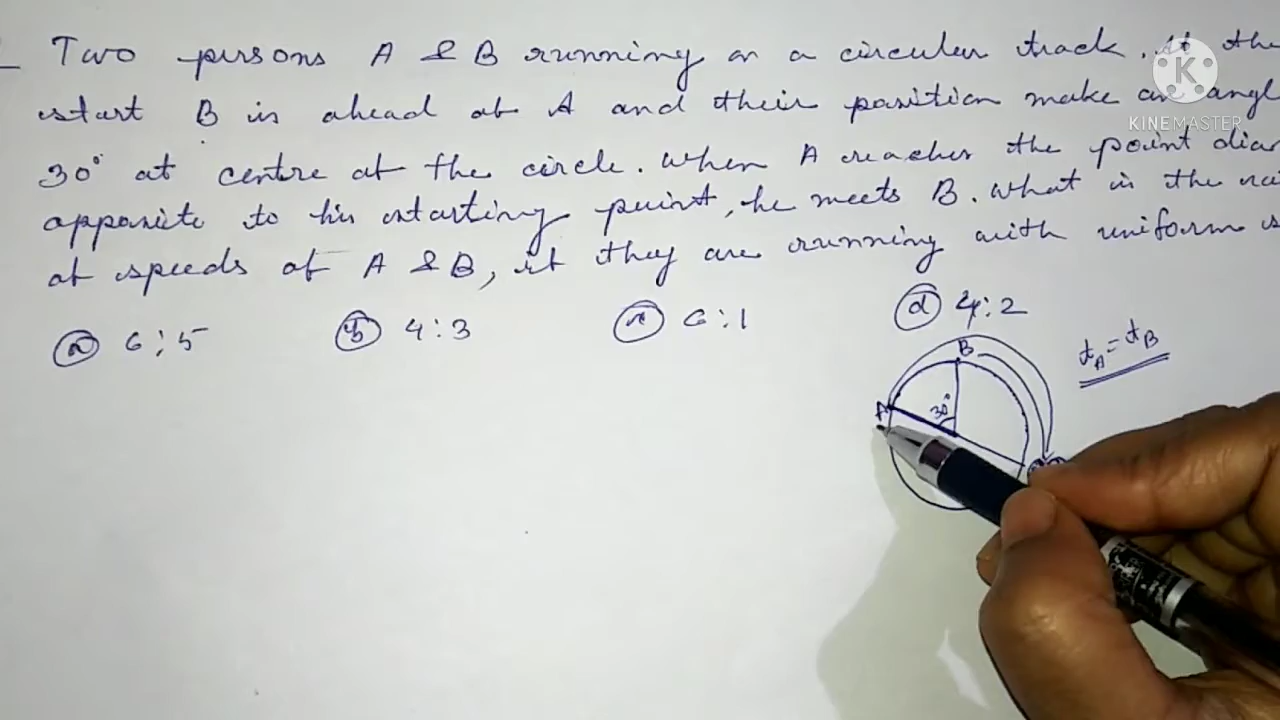 Two persons A & B running on a circular track. At the
start B is ahead of A and their position make an angl
30° at centre of the circle. When A reaches the point diam
opposite to his starting point, he meets B. What is the
of speeds of A & B, if they are running with uniform s
(a) 6:5 (b) 4:3 (c) 6:1 (d) 4:2
tA = tB
B
A
30°
K
KINEMASTER